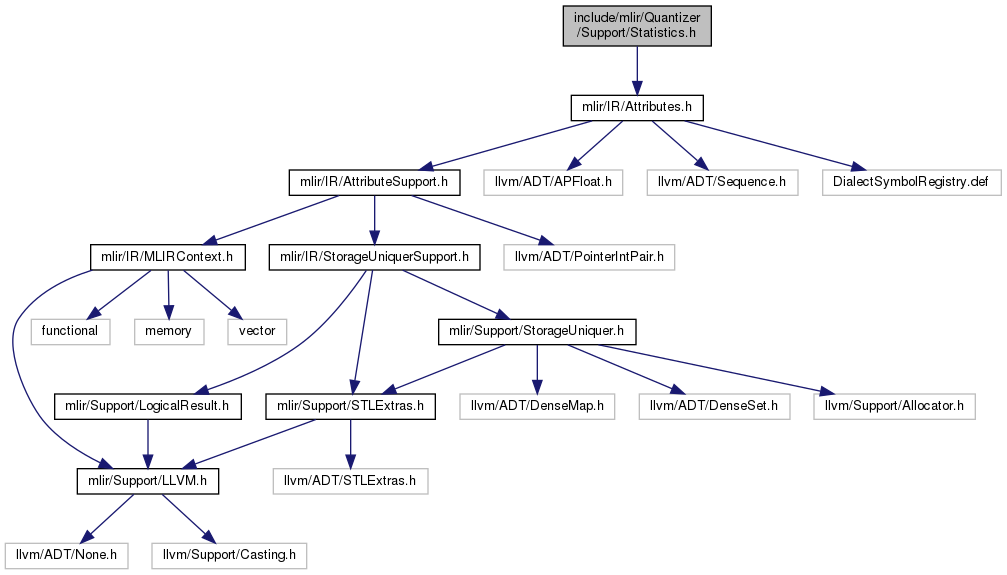 include/mlir/Quantizer
/Support/Statistics.h
mlir/IR/Attributes.h
mlir/IR/AttributeSupport.h
llvm/ADT/APFloat.h
llvm/ADT/Sequence.h
DialectSymbolRegistry.def
mlir/IR/MLIRContext.h
mlir/IR/StorageUniquerSupport.h
llvm/ADT/PointerIntPair.h
functional
memory
vector
mlir/Support/StorageUniquer.h
mlir/Support/LogicalResult.h
mlir/Support/STLExtras.h
llvm/ADT/DenseMap.h
llvm/ADT/DenseSet.h
llvm/Support/Allocator.h
mlir/Support/LLVM.h
llvm/ADT/STLExtras.h
llvm/ADT/None.h
llvm/Support/Casting.h